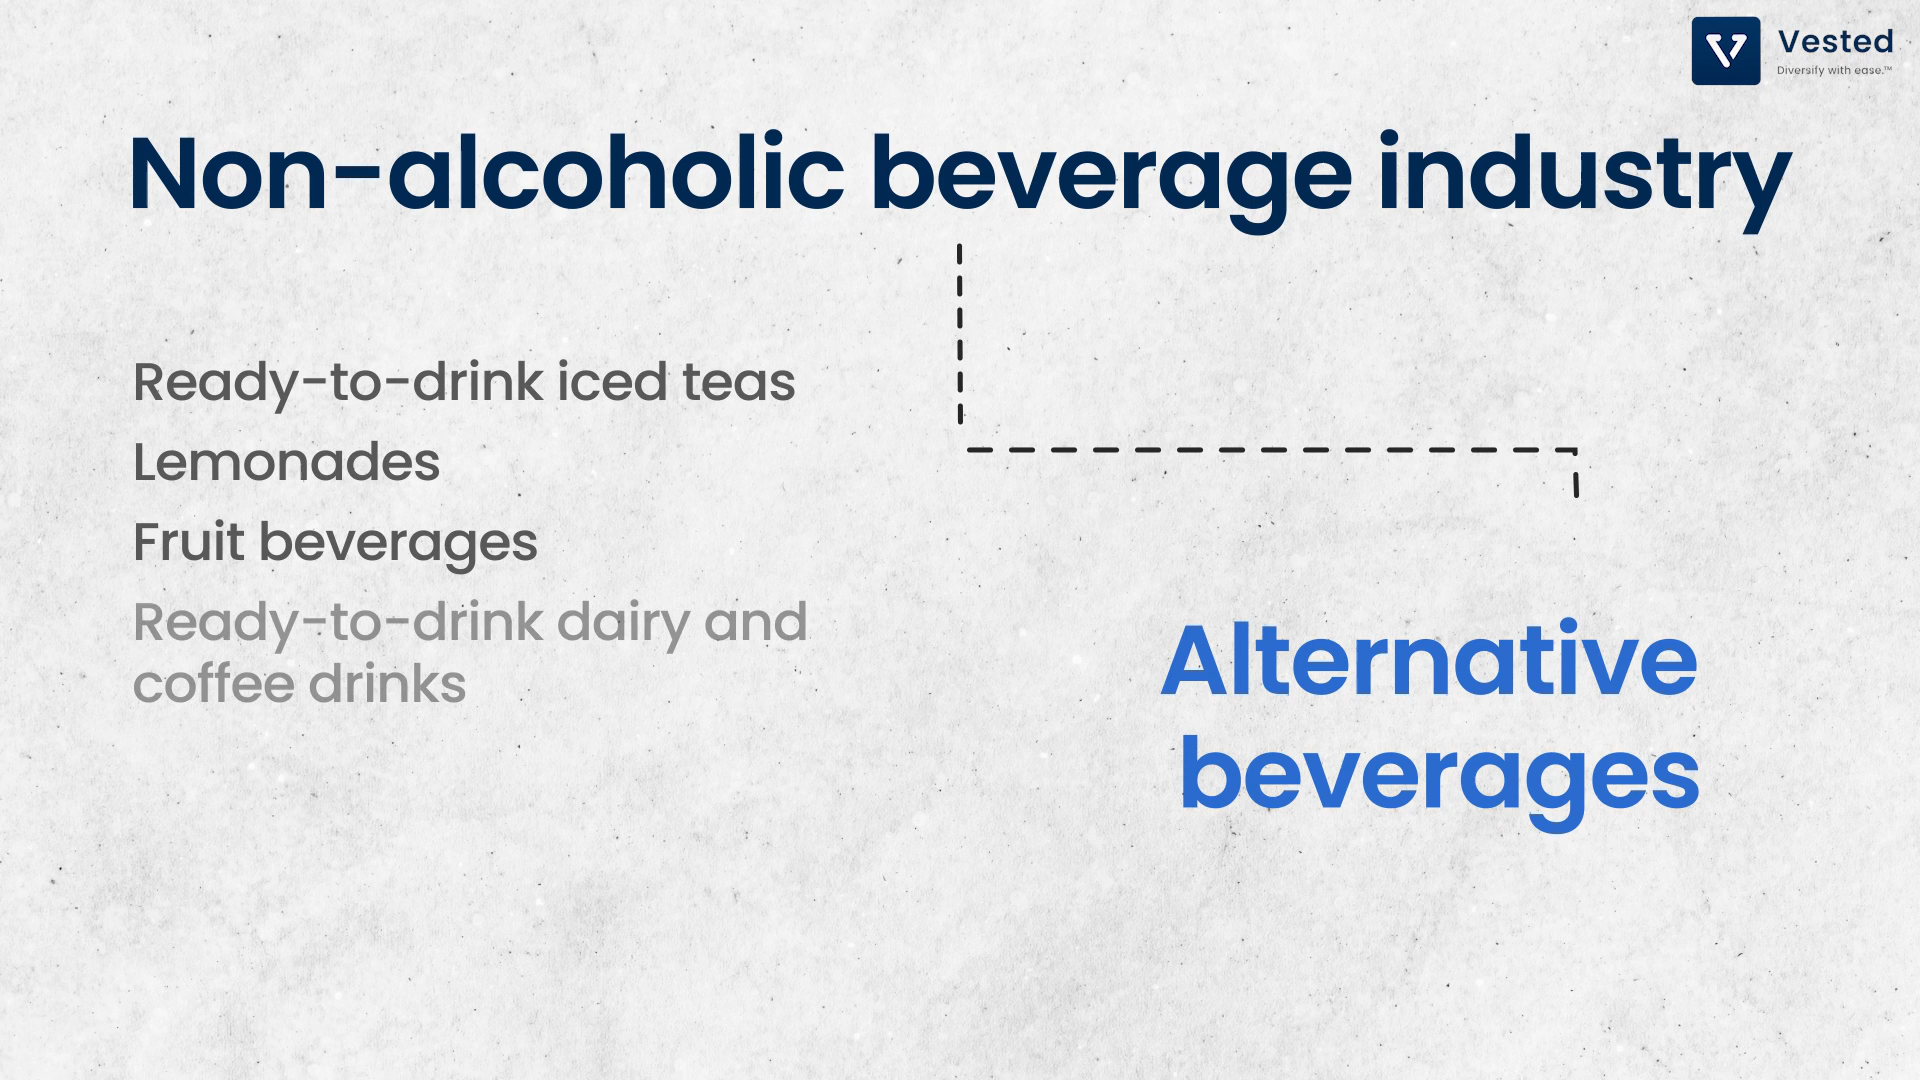 Vested
Diversify with ease.™
Non-alcoholic beverage industry
Ready-to-drink iced teas
Lemonades
Fruit beverages
Ready-to-drink dairy and
coffee drinks
Alternative
beverages